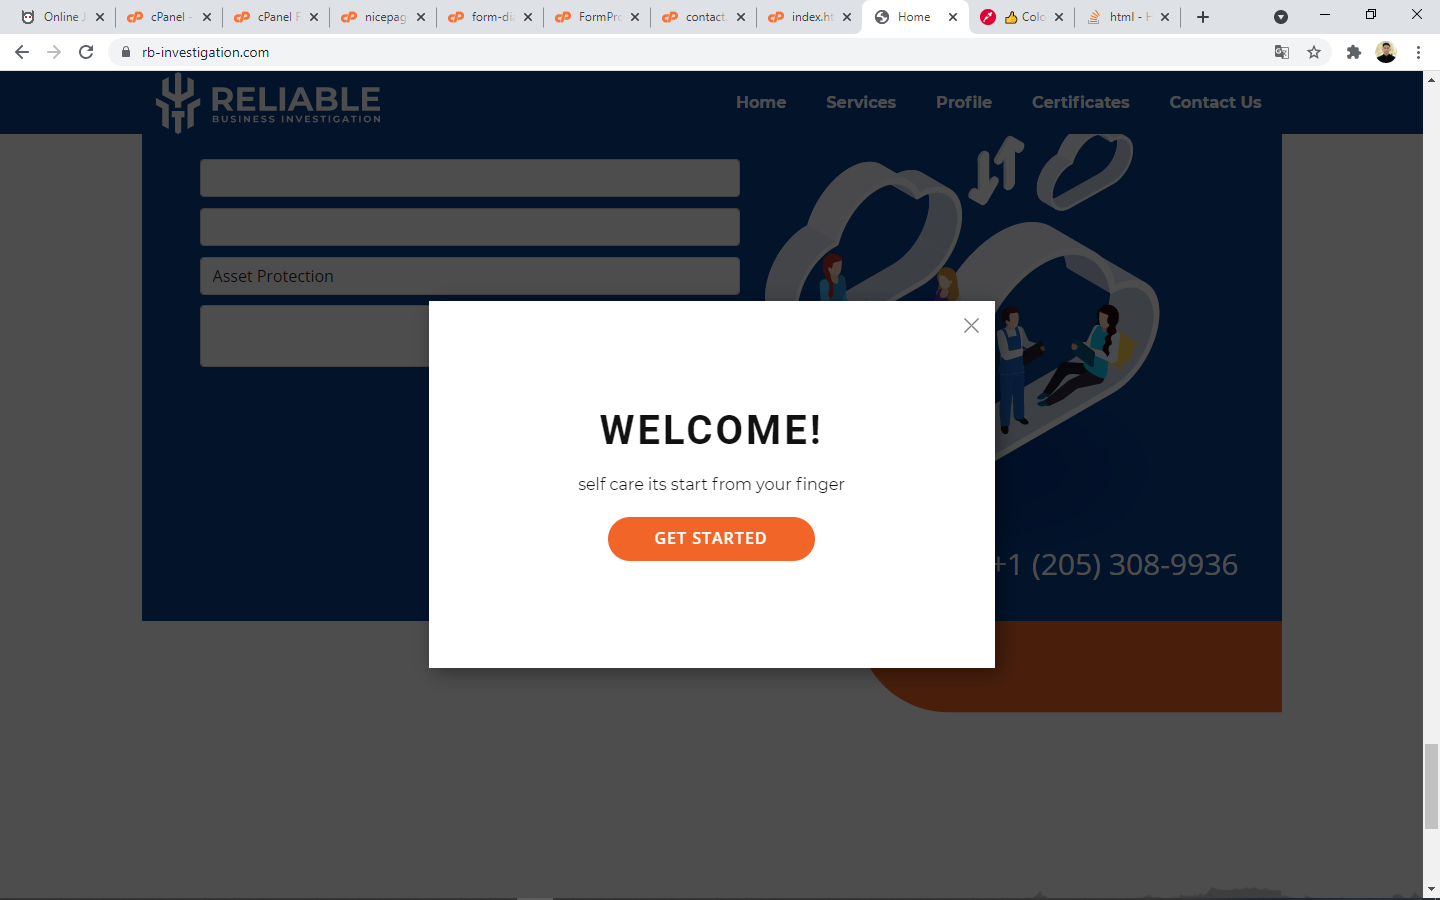 Online J
cPanel -
cPanel F
nicepag
form-di
FormPro
contact.
index.ht
Home
👍 Colo
html - H
rb-investigation.com
RELIABLE
BUSINESS INVESTIGATION
Home Services Profile Certificates Contact Us
Asset Protection
WELCOME!
self care its start from your finger
GET STARTED
+1 (205) 308-9936